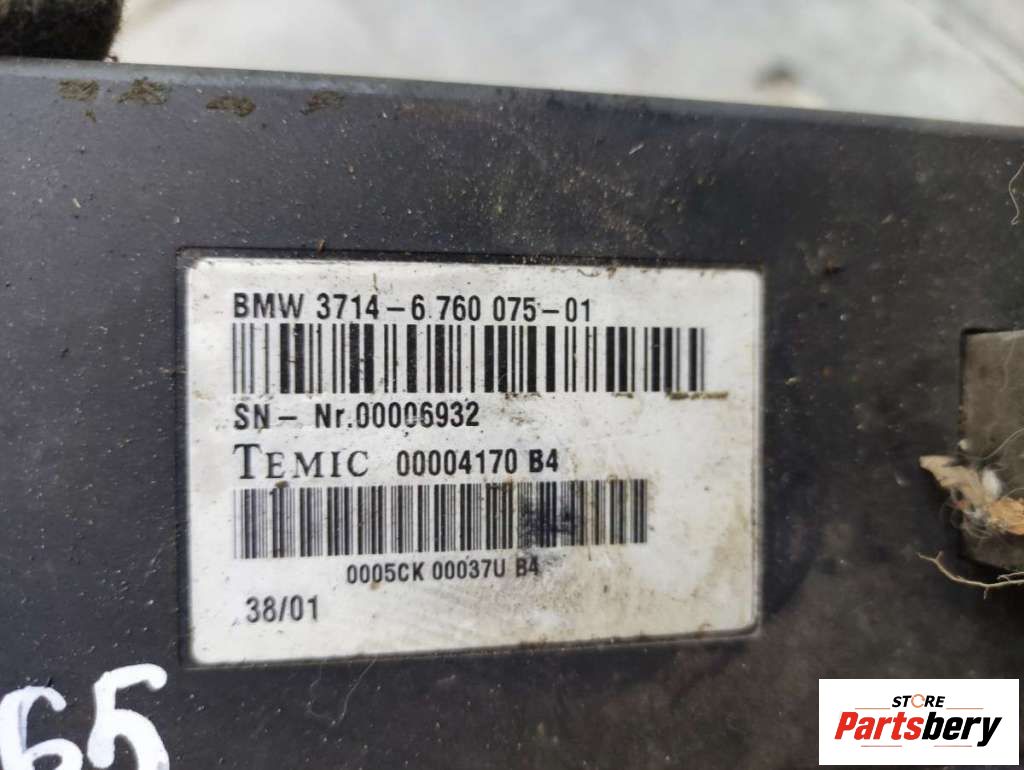 BMW 3714-6.760 075-01
SN- Nr.00006932
TEMIC 00004170 B4
0005CK 00037U B4
38/01
65
STORE
Partsbery